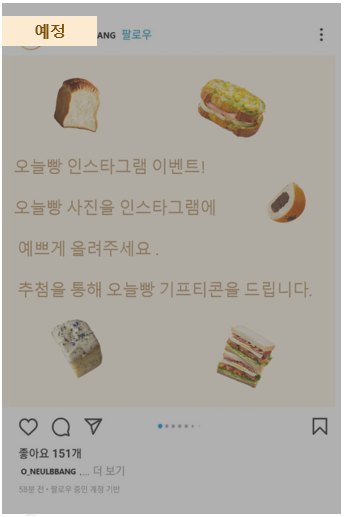 예정
ANG 팔로우
오늘빵 인스타그램 이벤트!
오늘빵 사진을 인스타그램에
예쁘게 올려주세요 .
추첨을 통해 오늘빵 기프티콘을 드립니다.
좋아요 151개
O_NEULBBANG .... 더 보기
58분 전 • 팔로우 중인 계정 기반